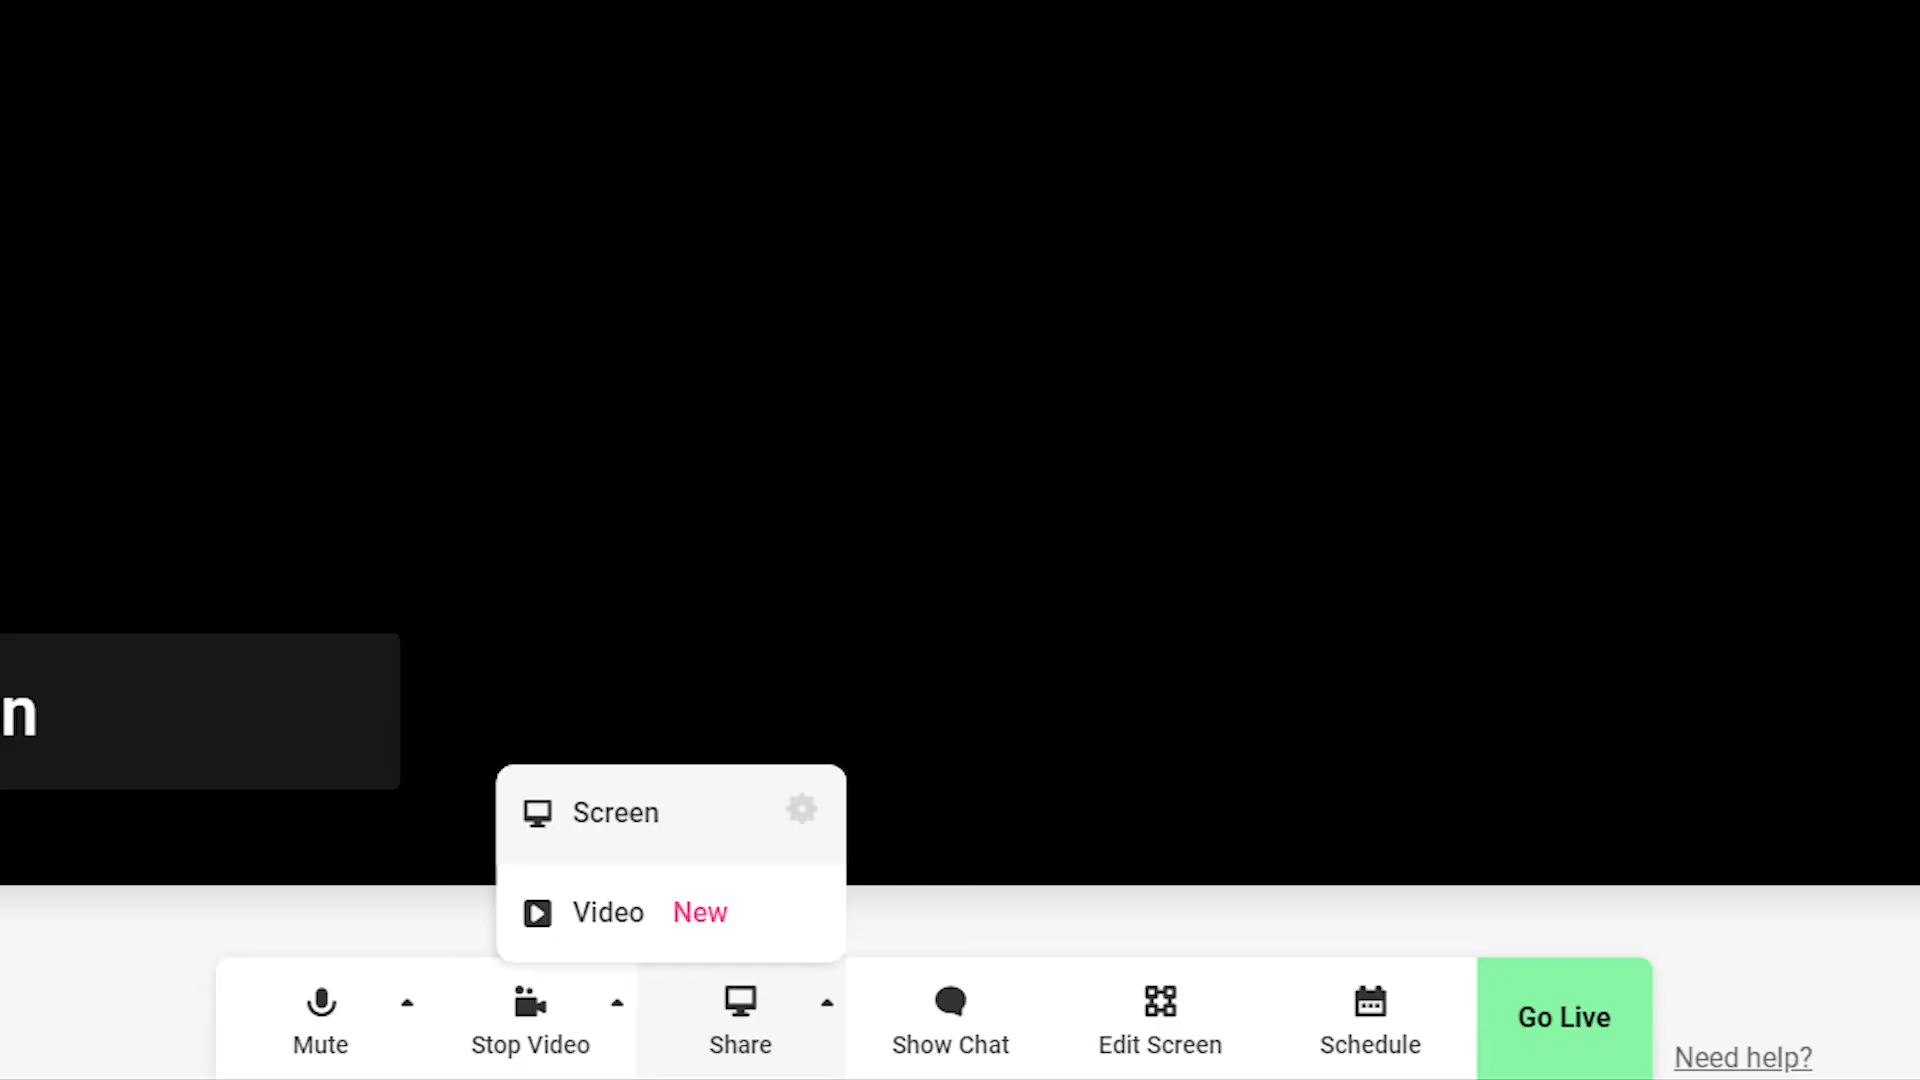 n
Screen
Video New
Mute
Stop Video
Share
Show Chat
Edit Screen
Schedule
Go Live
Need help?